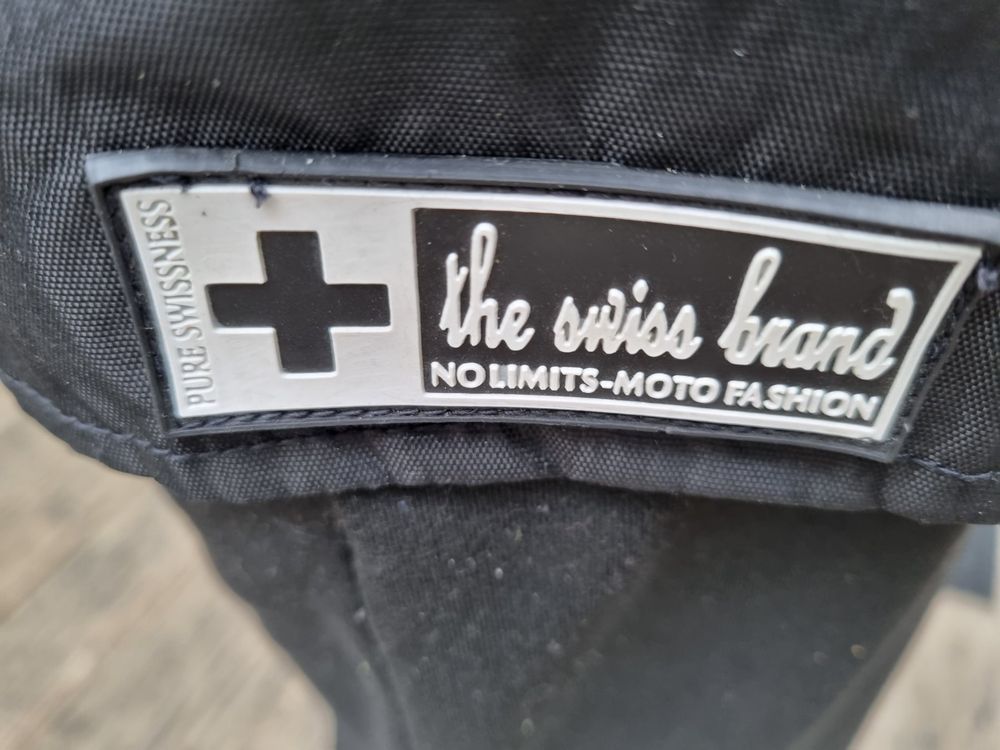 PURE SWISSNESS
the swiss brand
NO LIMITS-MOTO FASHION